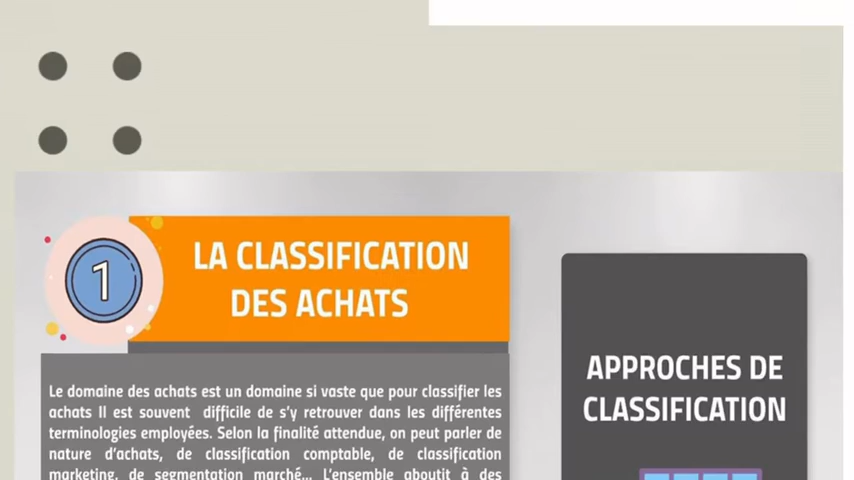 1
LA CLASSIFICATION
DES ACHATS
Le domaine des achats est un domaine si vaste que pour classifier les
achats Il est souvent difficile de s'y retrouver dans les différentes
terminologies employées. Selon la finalité attendue, on peut parler de
nature d'achats, de classification comptable, de classification
marketing, de segmentation marché... L'ensemble aboutit à des
APPROCHES DE
CLASSIFICATION